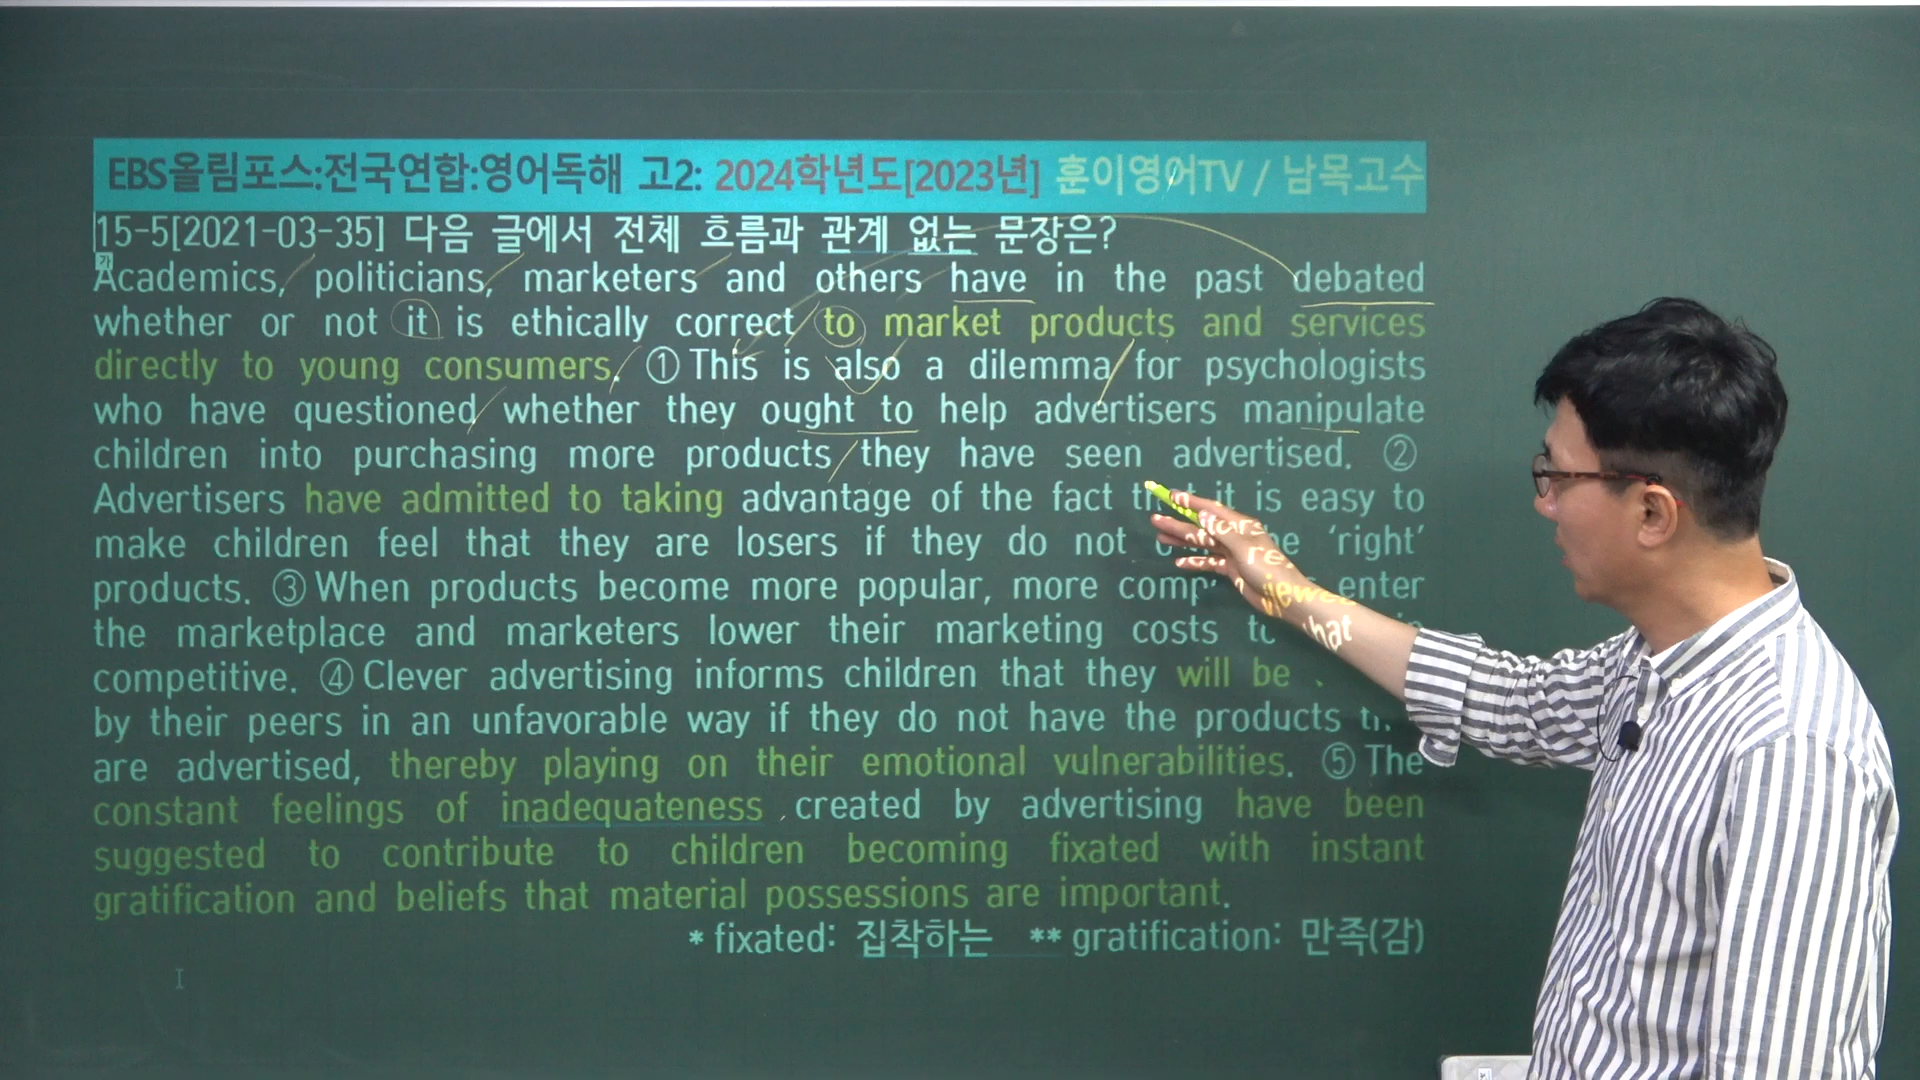 EBS올림포스:전국연합:영어독해 고2: 2024학년도[2023년] 훈이영어TV / 남목고수
15-5[2021-03-35] 다음 글에서 전체 흐름과 관계 없는 문장은?
가
Academics, politicians, marketers and others have in the past debated
whether or not it is ethically correct to market products and services
directly to young consumers. ① This is also a dilemma for psychologists
who have questioned whether they ought to help advertisers manipulate
children into purchasing more products they have seen advertised. ②
Advertisers have admitted to taking advantage of the fact that it is easy to
make children feel that they are losers if they do not 'right'
products. ③ When products become more popular, more enter
the marketplace and marketers lower their marketing costs
competitive. ④ Clever advertising informs children that they will be
by their peers in an unfavorable way if they do not have the products
are advertised, thereby playing on their emotional vulnerabilities. ⑤ The
constant feelings of inadequateness created by advertising have been
suggested to contribute to children becoming fixated with instant
gratification and beliefs that material possessions are important.
* fixated: 집착하는 ** gratification: 만족(감)